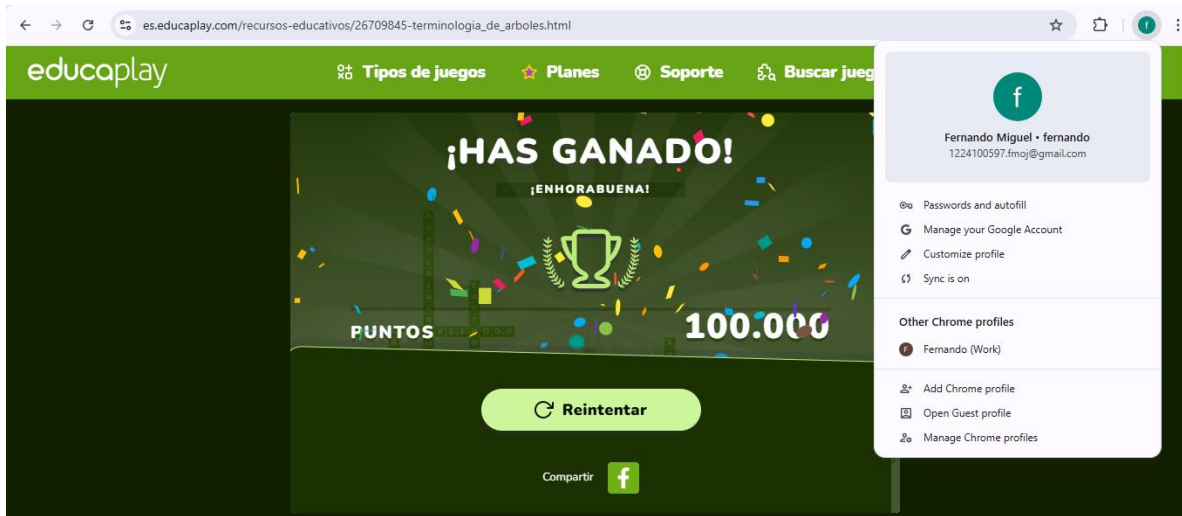 es.educaplay.com/recursos-educativos/26709845-terminologia_de_arboles.html
f
educaplay
Tipos de juegos
Planes
Soporte
Buscar jueg
f
Fernando Miguel • fernando
1224100597.fmoj@gmail.com
Passwords and autofill
G Manage your Google Account
Customize profile
Sync is on
Other Chrome profiles
F Fernando (Work)
Add Chrome profile
Open Guest profile
Manage Chrome profiles
¡HAS GANADO!
¡ENHORABUENA!
PUNTOS 100.000
Reintentar
Compartir f